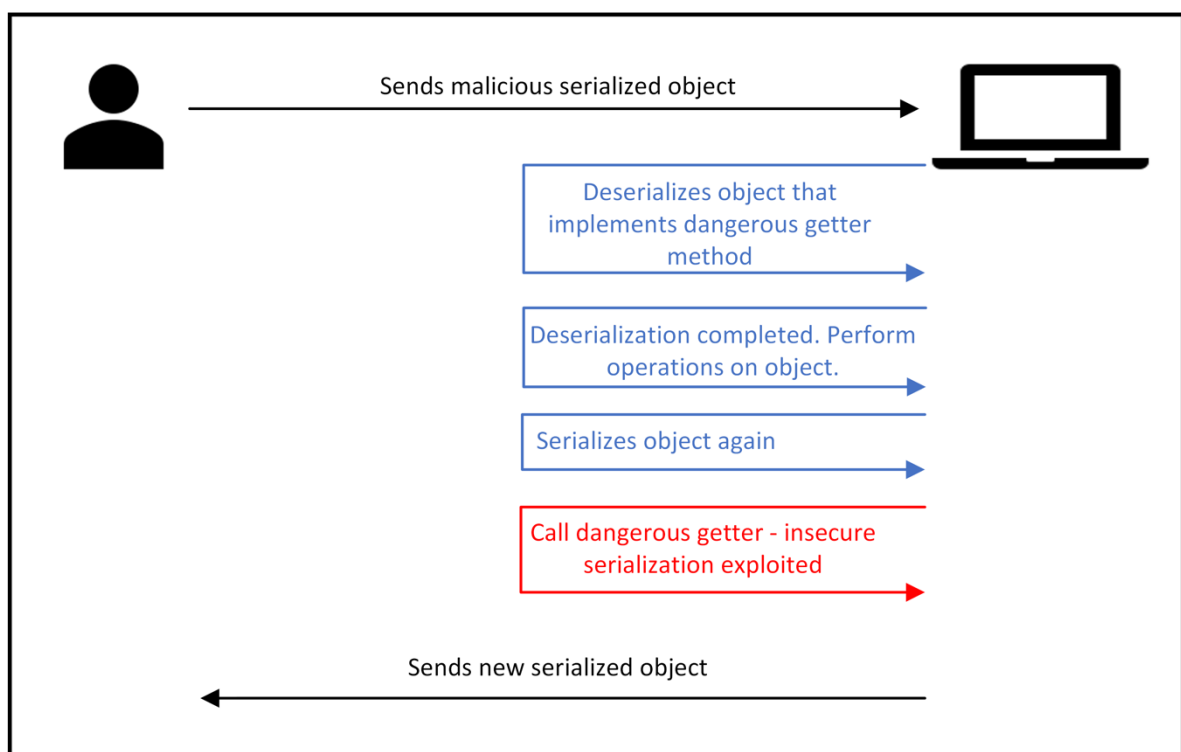 Sends malicious serialized object
Deserializes object that
implements dangerous getter
method
Deserialization completed. Perform
operations on object.
Serializes object again
Call dangerous getter - insecure
serialization exploited
Sends new serialized object